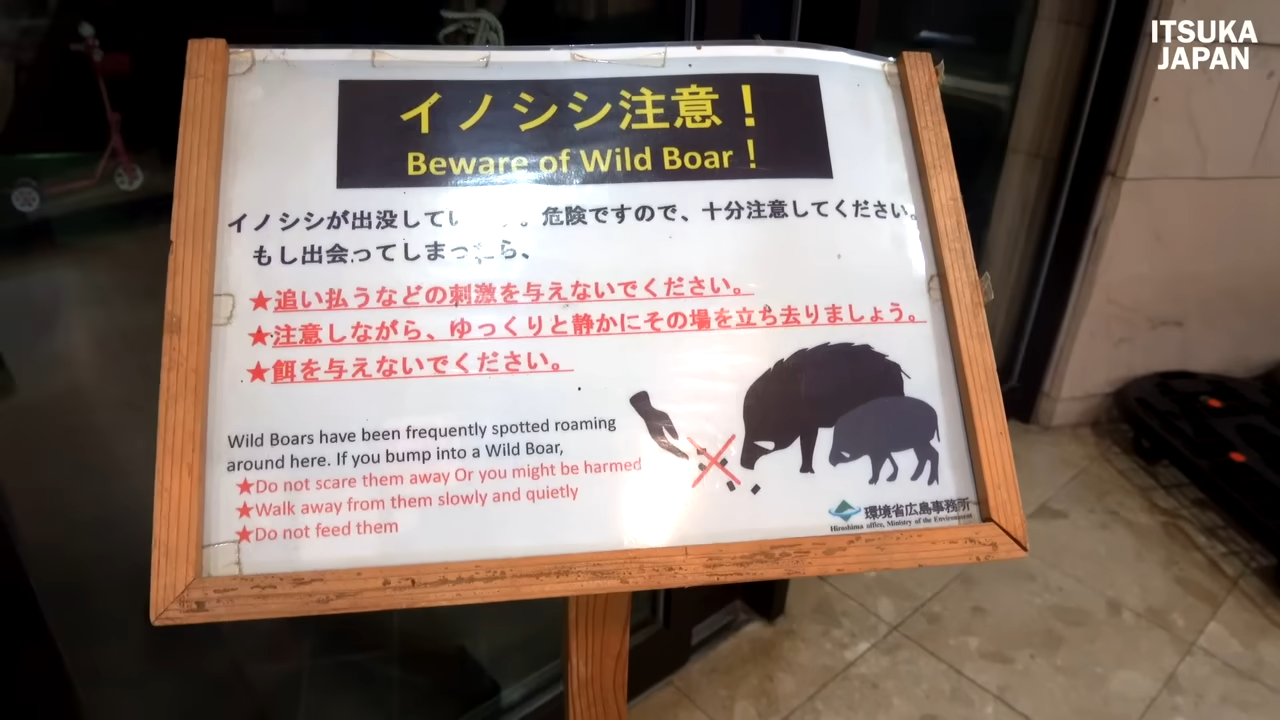 ITSUKA
JAPAN
イノシシ注意！
Beware of Wild Boar！
イノシシが出没して 危険ですので、十分注意してください。
もし出会ってしまったら、
★追い払うなどの刺激を与えないでください。
★注意しながら、ゆっくりと静かにその場を立ち去りましょう。
★餌を与えないでください。
Wild Boars have been frequently spotted roaming
around here. If you bump into a Wild Boar,
★Do not scare them away Or you might be harmed
★Walk away from them slowly and quietly
★Do not feed them
環境省広島事務所
Hiroshima office, Ministry of the Environment